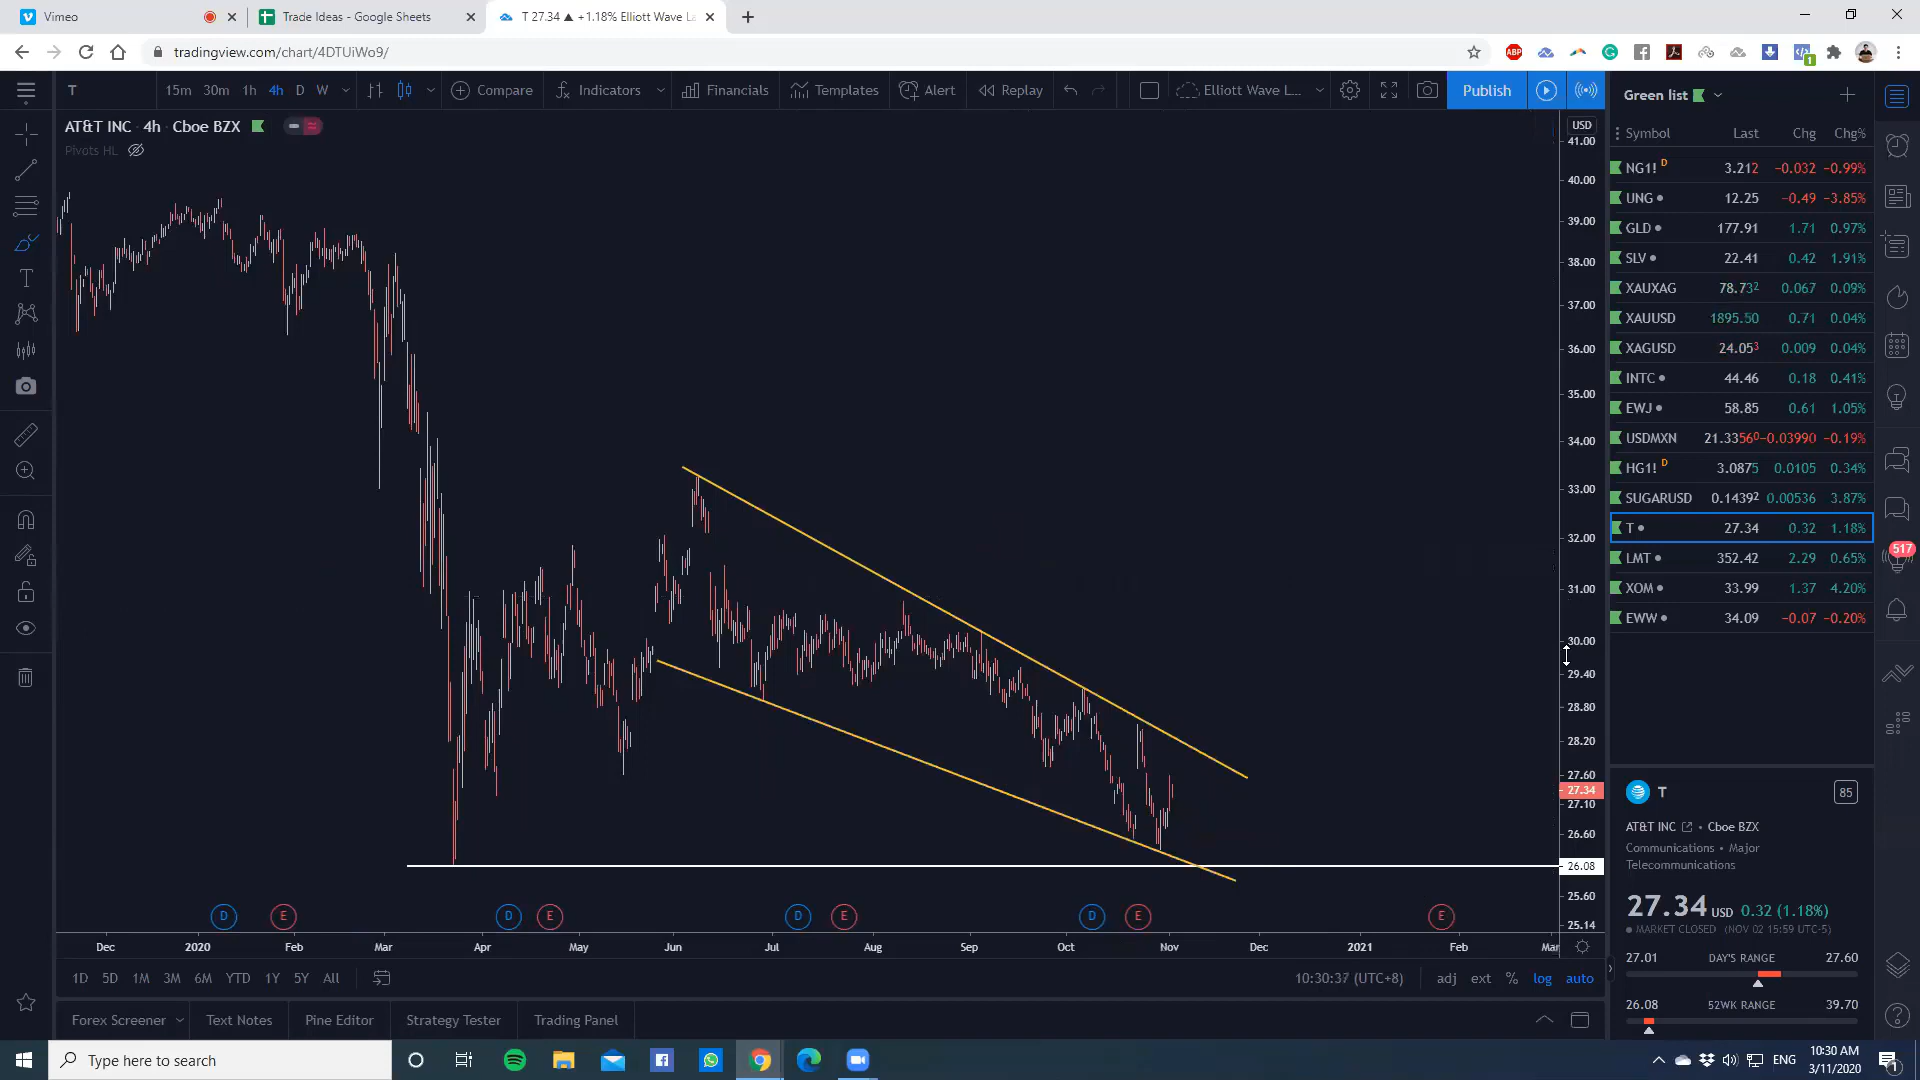 Vimeo
Trade Ideas - Google Sheets
T 27.34 ▲ +1.18% Elliott Wave La
tradingview.com/chart/4DTUiWo9/
ABP
1
T
15m 30m 1h 4h D W
Compare
Indicators
Financials
Templates
Alert
Replay
Elliott Wave L...
Publish
AT&T INC · 4h · Cboe BZX
Pivots HL
USD
41.00
40.00
39.00
38.00
37.00
36.00
35.00
34.00
33.00
32.00
31.00
30.00
29.40
28.80
28.20
27.60
27.34
27.10
26.60
26.08
25.60
25.14
D E D E D E D E E
Dec 2020 Feb Mar Apr May Jun Jul Aug Sep Oct Nov Dec 2021 Feb Mar
1D 5D 1M 3M 6M YTD 1Y 5Y All
10:30:37 (UTC+8) adj ext % log auto
Forex Screener Text Notes Pine Editor Strategy Tester Trading Panel
Green list
Symbol Last Chg Chg%
NG1! D 3.212 −0.032 −0.99%
UNG 12.25 −0.49 −3.85%
GLD 177.91 1.71 0.97%
SLV 22.41 0.42 1.91%
XAUXAG 78.732 0.067 0.09%
XAUUSD 1895.50 0.71 0.04%
XAGUSD 24.053 0.009 0.04%
INTC 44.46 0.18 0.41%
EWJ 58.85 0.61 1.05%
USDMXN 21.33560 −0.03990 −0.19%
HG1! D 3.0875 0.0105 0.34%
SUGARUSD 0.14392 0.00536 3.87%
T 27.34 0.32 1.18%
LMT 352.42 2.29 0.65%
XOM 33.99 1.37 4.20%
EWW 34.09 −0.07 −0.20%
517
T
85
AT&T INC Cboe BZX
Communications • Major
Telecommunications
27.34 USD 0.32 (1.18%)
MARKET CLOSED (NOV 02 15:59 UTC-5)
27.01 DAY'S RANGE 27.60
26.08 52WK RANGE 39.70
Type here to search
ENG
10:30 AM
3/11/2020
1